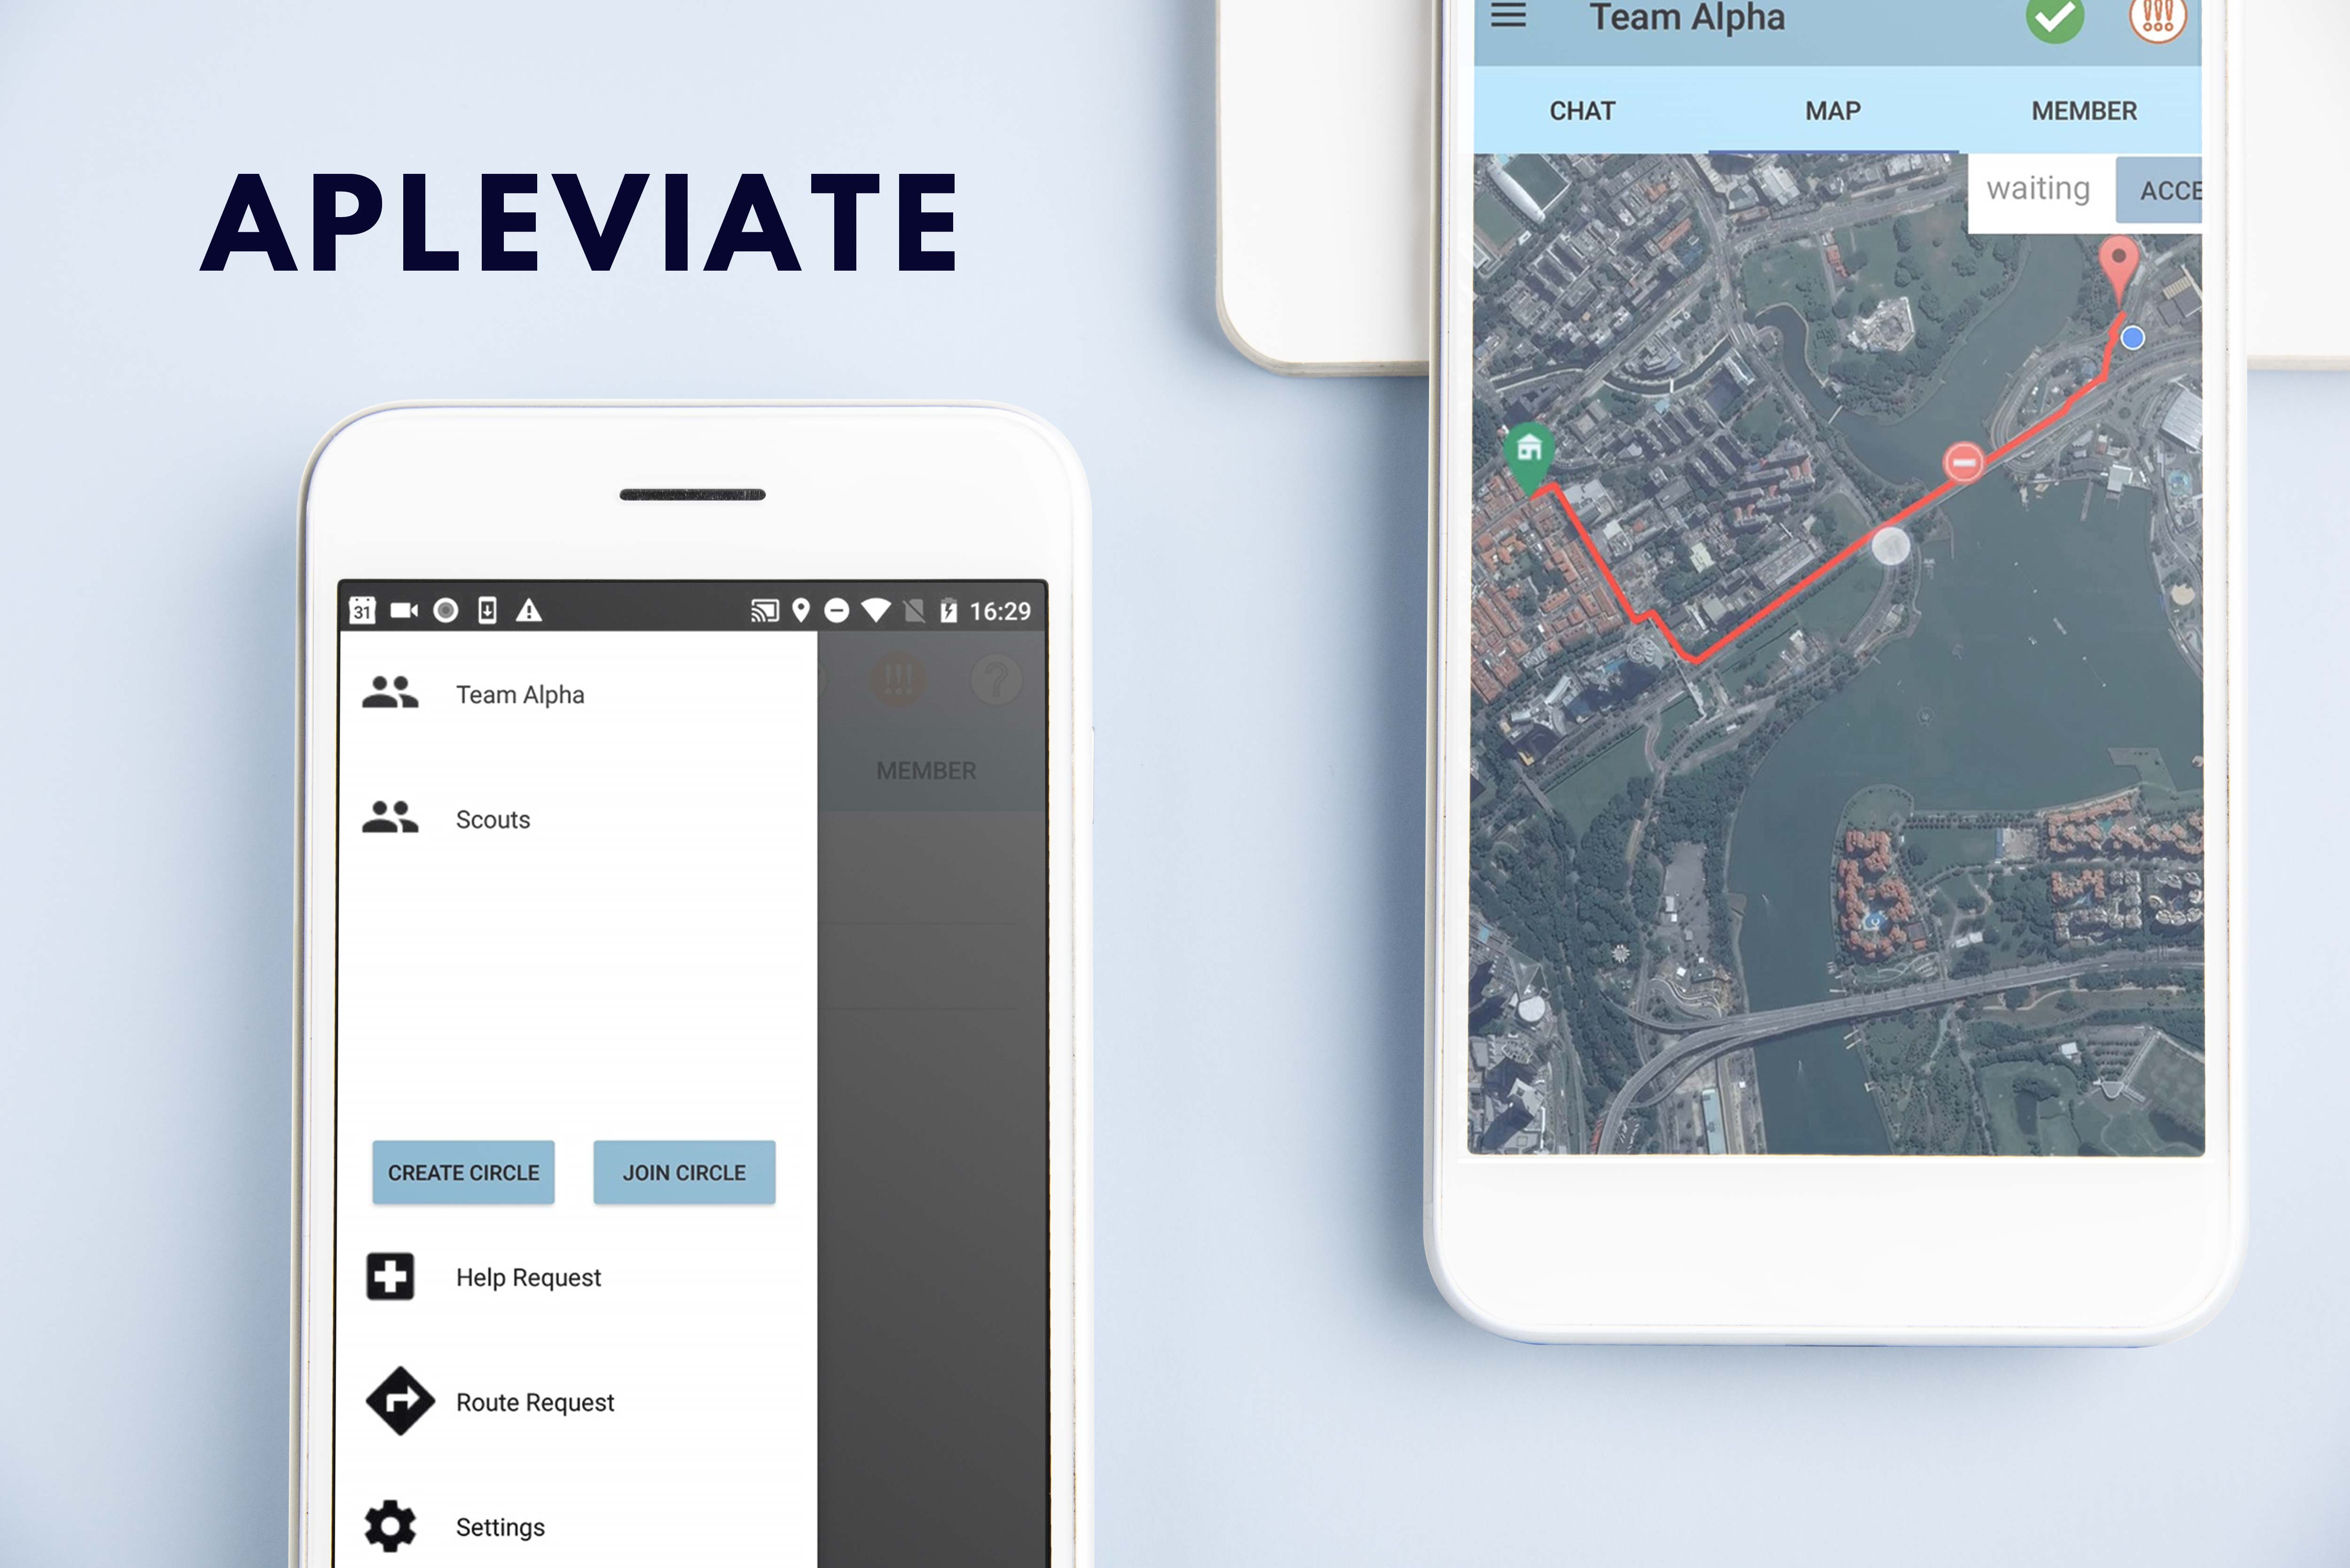 APLEVIATE
31
16:29
Team Alpha
MEMBER
Scouts
CREATE CIRCLE
JOIN CIRCLE
Help Request
Route Request
Settings
Team Alpha
CHAT
MAP
MEMBER
waiting
ACCE